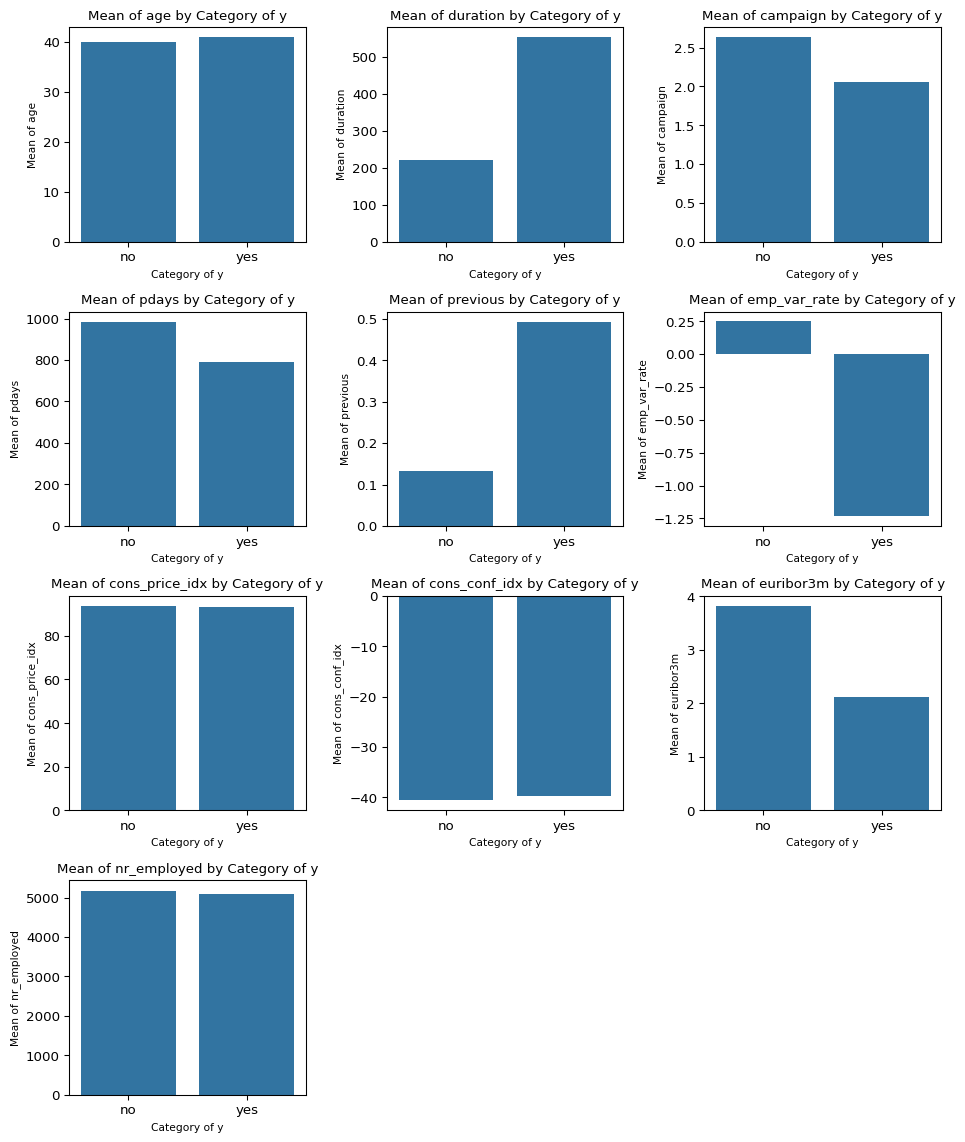 Mean of age by Category of y
Mean of age
40
30
20
10
0
no
yes
Category of y
Mean of duration by Category of y
Mean of duration
500
400
300
200
100
0
no
yes
Category of y
Mean of campaign by Category of y
Mean of campaign
2.5
2.0
1.5
1.0
0.5
0.0
no
yes
Category of y
Mean of pdays by Category of y
Mean of pdays
1000
800
600
400
200
0
no
yes
Category of y
Mean of previous by Category of y
Mean of previous
0.5
0.4
0.3
0.2
0.1
0.0
no
yes
Category of y
Mean of emp_var_rate by Category of y
Mean of emp_var_rate
0.25
0.00
−0.25
−0.50
−0.75
−1.00
−1.25
no
yes
Category of y
Mean of cons_price_idx by Category of y
Mean of cons_price_idx
80
60
40
20
0
no
yes
Category of y
Mean of cons_conf_idx by Category of y
Mean of cons_conf_idx
0
−10
−20
−30
−40
no
yes
Category of y
Mean of euribor3m by Category of y
Mean of euribor3m
4
3
2
1
0
no
yes
Category of y
Mean of nr_employed by Category of y
Mean of nr_employed
5000
4000
3000
2000
1000
0
no
yes
Category of y